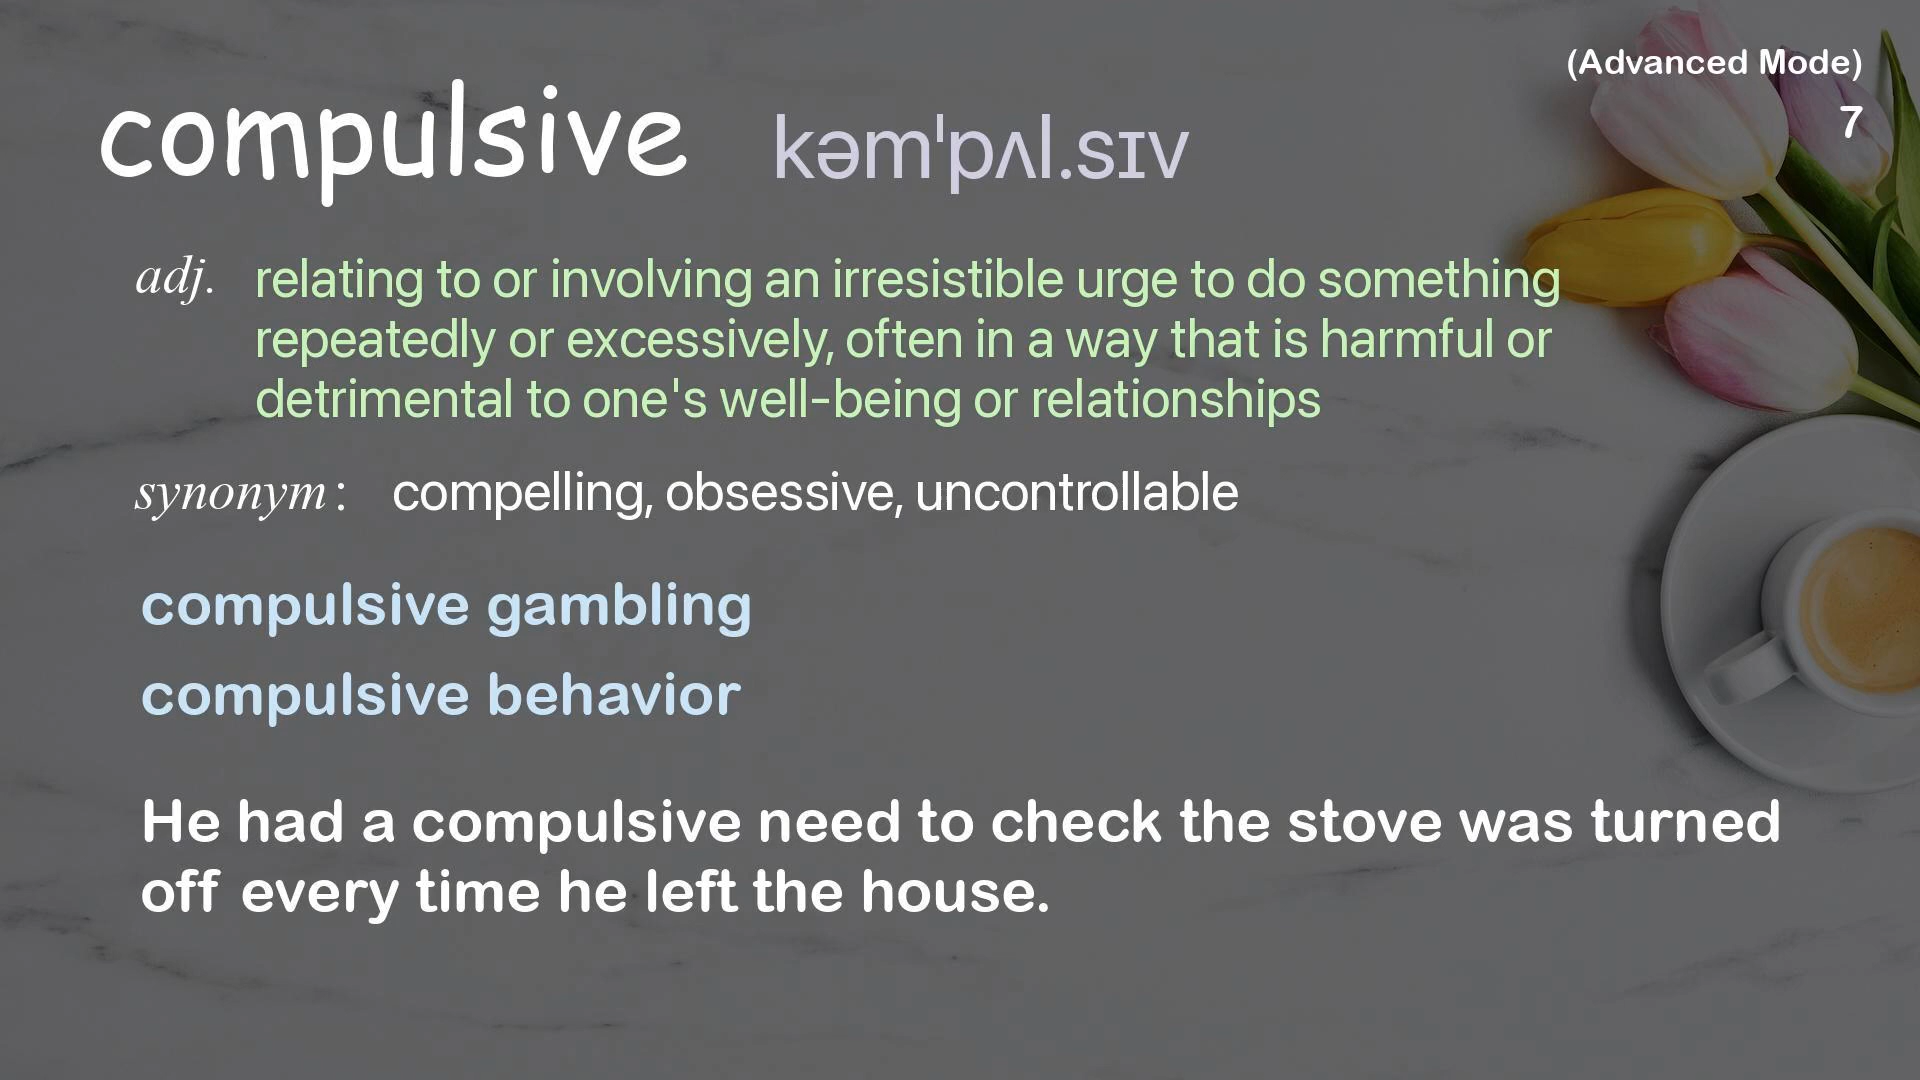 (Advanced Mode)
7
compulsive kəmˈpʌl.sɪv
adj. relating to or involving an irresistible urge to do something
repeatedly or excessively, often in a way that is harmful or
detrimental to one's well-being or relationships
synonym : compelling, obsessive, uncontrollable
compulsive gambling
compulsive behavior
He had a compulsive need to check the stove was turned
off every time he left the house.